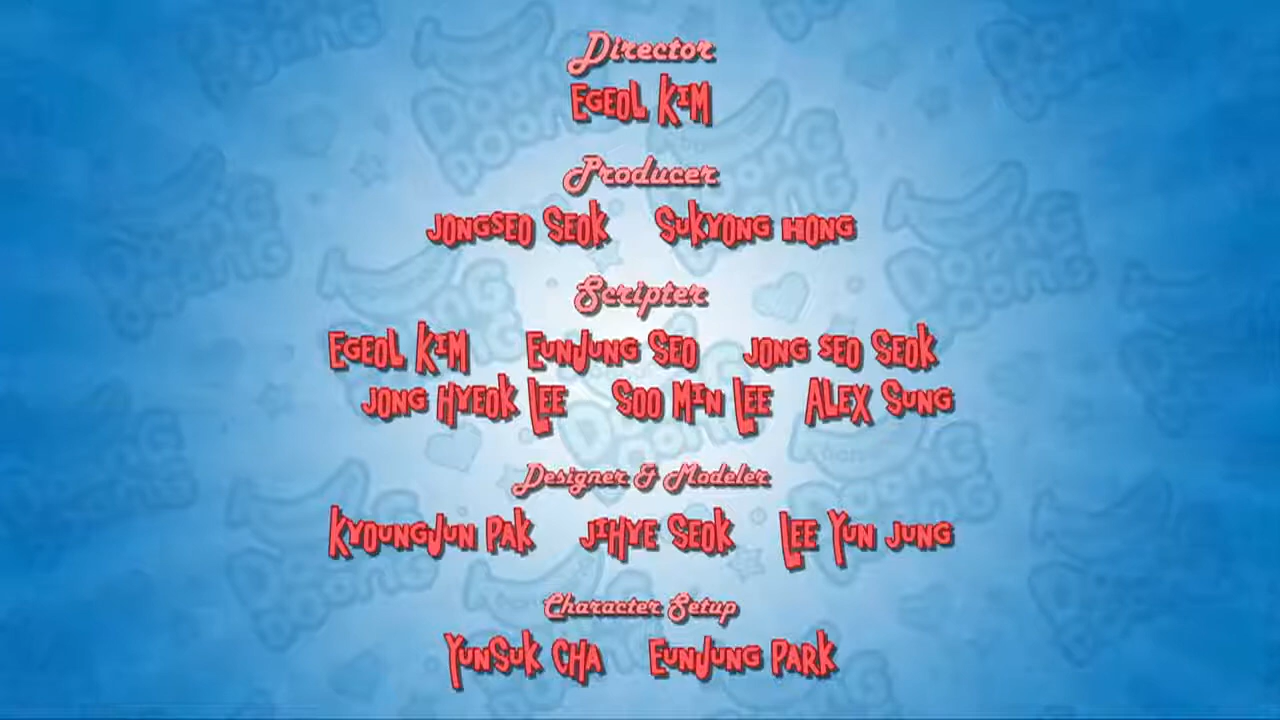 Director
EGEOL KIM
Producer
JONGSEO SEOK SUKYONG HONG
Scripter
EGEOL KIM EUNJUNG SEO JONG SEO SEOK
JONG HYEOK LEE SOO MIN LEE ALEX SUNG
Designer & Modeler
KYOUNGJUN PAK JIHYE SEOK LEE YUN JUNG
Character Setup
YUNSUK CHA EUNJUNG PARK